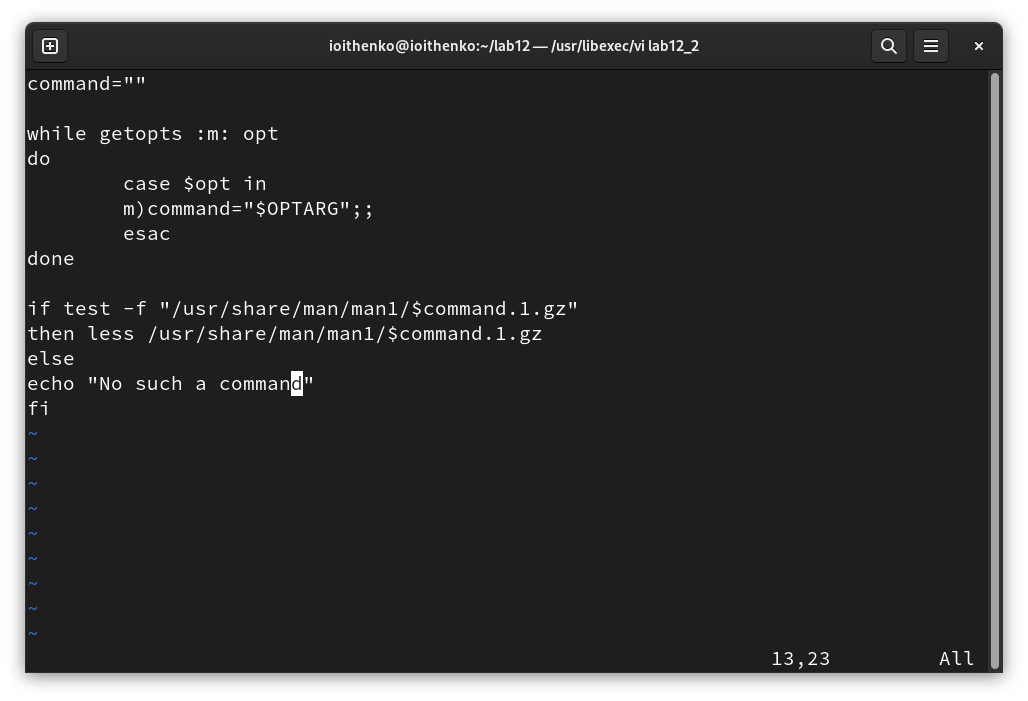 ioithenko@ioithenko:~/lab12 — /usr/libexec/vi lab12_2
command=""

while getopts :m: opt
do
        case $opt in
        m)command="$OPTARG";;
        esac
done

if test -f "/usr/share/man/man1/$command.1.gz"
then less /usr/share/man/man1/$command.1.gz
else
echo "No such a command"
fi
~
~
~
~
~
~
~
~
~
13,23 All